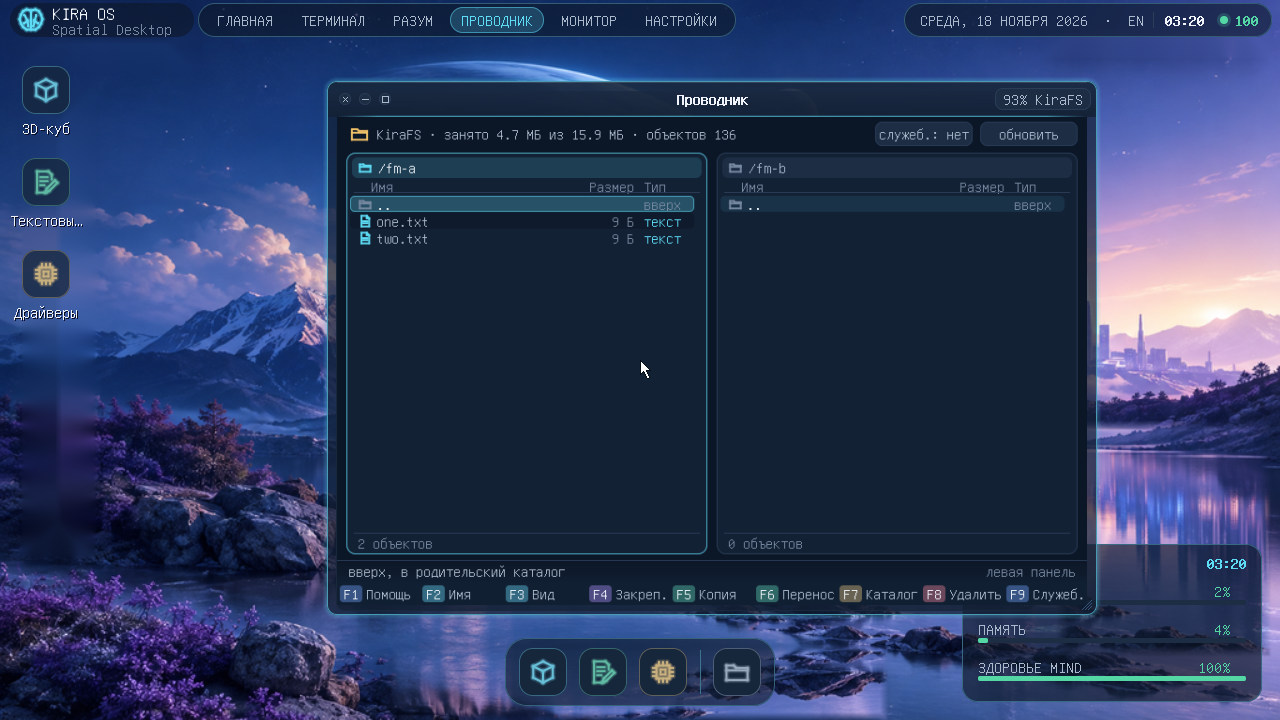 KIRA OS
Spatial Desktop
ГЛАВНАЯ ТЕРМИНАЛ РАЗУМ ПРОВОДНИК МОНИТОР НАСТРОЙКИ
СРЕДА, 18 НОЯБРЯ 2026 · EN 03:20 100
3D-куб
Текстовы...
Драйверы
Проводник
93% KiraFS
KiraFS · занято 4.7 МБ из 15.9 МБ · объектов 136
служеб.: нет
обновить
/fm-a
Имя Размер Тип
.. вверх
one.txt 9 Б текст
two.txt 9 Б текст
2 объектов
/fm-b
Имя Размер Тип
.. вверх
0 объектов
вверх, в родительский каталог
левая панель
F1 Помощь F2 Имя F3 Вид F4 Закреп. F5 Копия F6 Перенос F7 Каталог F8 Удалить F9 Служеб.
03:20
2%
ПАМЯТЬ 4%
ЗДОРОВЬЕ MIND 100%